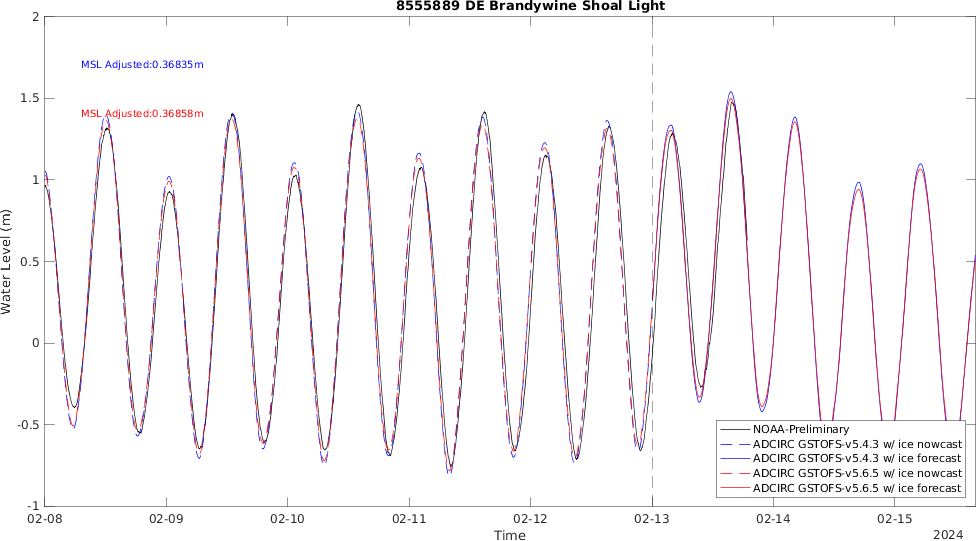 8555889 DE Brandywine Shoal Light
2
1.5
1
0.5
0
-0.5
-1
Water Level (m)
MSL Adjusted:0.36835m
MSL Adjusted:0.36858m
NOAA-Preliminary
ADCIRC GSTOFS-v5.4.3 w/ ice nowcast
ADCIRC GSTOFS-v5.4.3 w/ ice forecast
ADCIRC GSTOFS-v5.6.5 w/ ice nowcast
ADCIRC GSTOFS-v5.6.5 w/ ice forecast
02-08 02-09 02-10 02-11 02-12 02-13 02-14 02-15
Time
2024